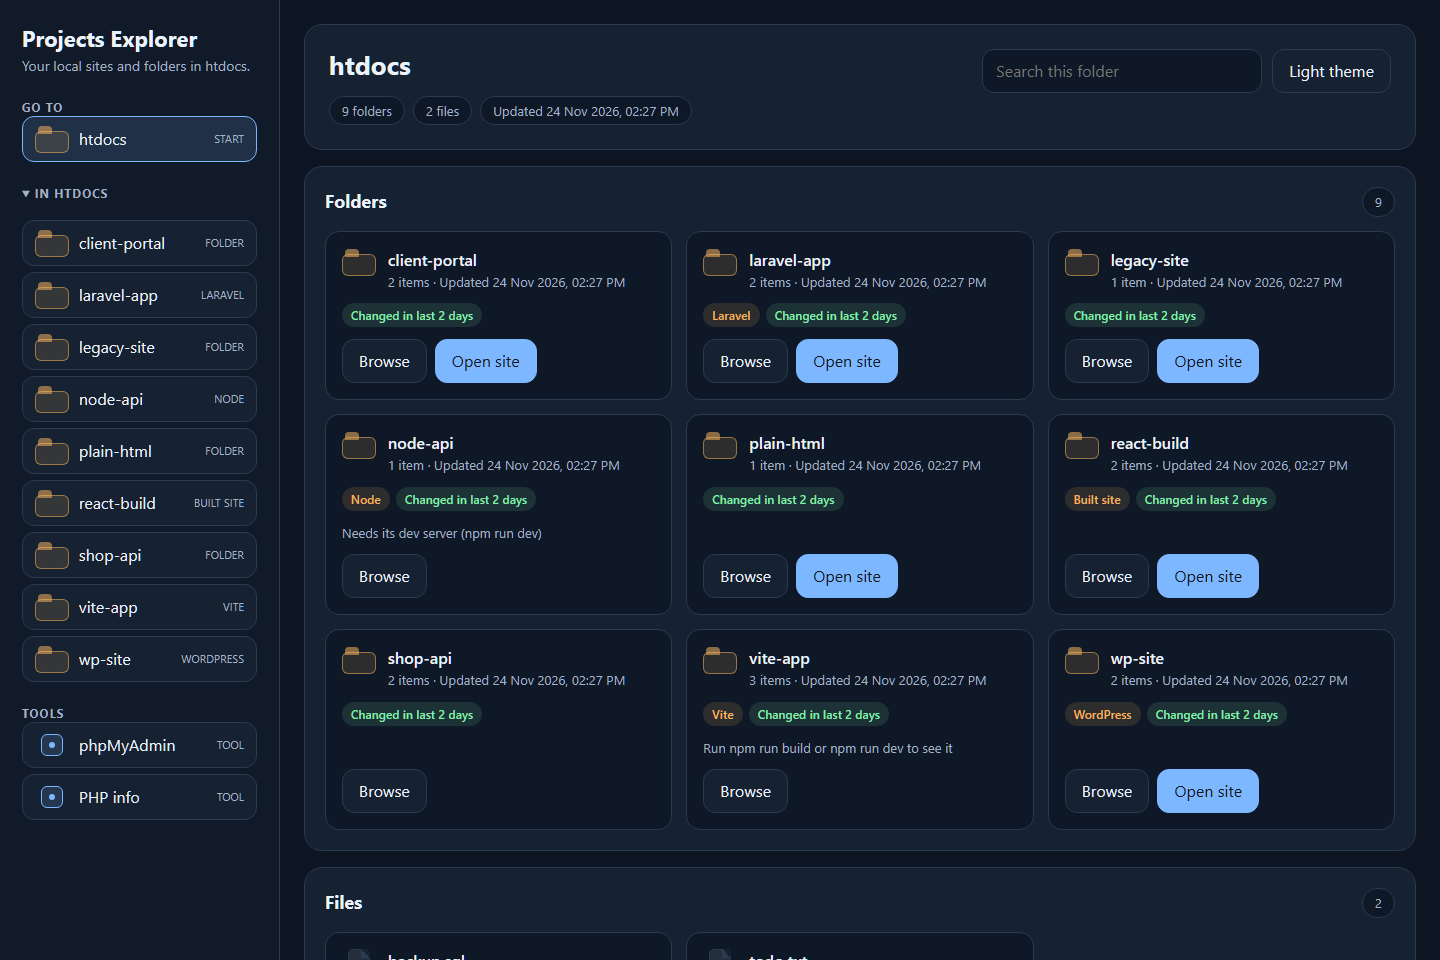 Projects Explorer
Your local sites and folders in htdocs.
GO TO
htdocs START
▼ IN HTDOCS
client-portal FOLDER
laravel-app LARAVEL
legacy-site FOLDER
node-api NODE
plain-html FOLDER
react-build BUILT SITE
shop-api FOLDER
vite-app VITE
wp-site WORDPRESS
TOOLS
phpMyAdmin TOOL
PHP info TOOL
htdocs
9 folders 2 files Updated 24 Nov 2026, 02:27 PM
Search this folder
Light theme
Folders 9
client-portal
2 items · Updated 24 Nov 2026, 02:27 PM
Changed in last 2 days
Browse Open site
laravel-app
2 items · Updated 24 Nov 2026, 02:27 PM
Laravel Changed in last 2 days
Browse Open site
legacy-site
1 item · Updated 24 Nov 2026, 02:27 PM
Changed in last 2 days
Browse Open site
node-api
1 item · Updated 24 Nov 2026, 02:27 PM
Node Changed in last 2 days
Needs its dev server (npm run dev)
Browse
plain-html
1 item · Updated 24 Nov 2026, 02:27 PM
Changed in last 2 days
Browse Open site
react-build
2 items · Updated 24 Nov 2026, 02:27 PM
Built site Changed in last 2 days
Browse Open site
shop-api
2 items · Updated 24 Nov 2026, 02:27 PM
Changed in last 2 days
Browse
vite-app
3 items · Updated 24 Nov 2026, 02:27 PM
Vite Changed in last 2 days
Run npm run build or npm run dev to see it
Browse
wp-site
2 items · Updated 24 Nov 2026, 02:27 PM
WordPress Changed in last 2 days
Browse Open site
Files 2